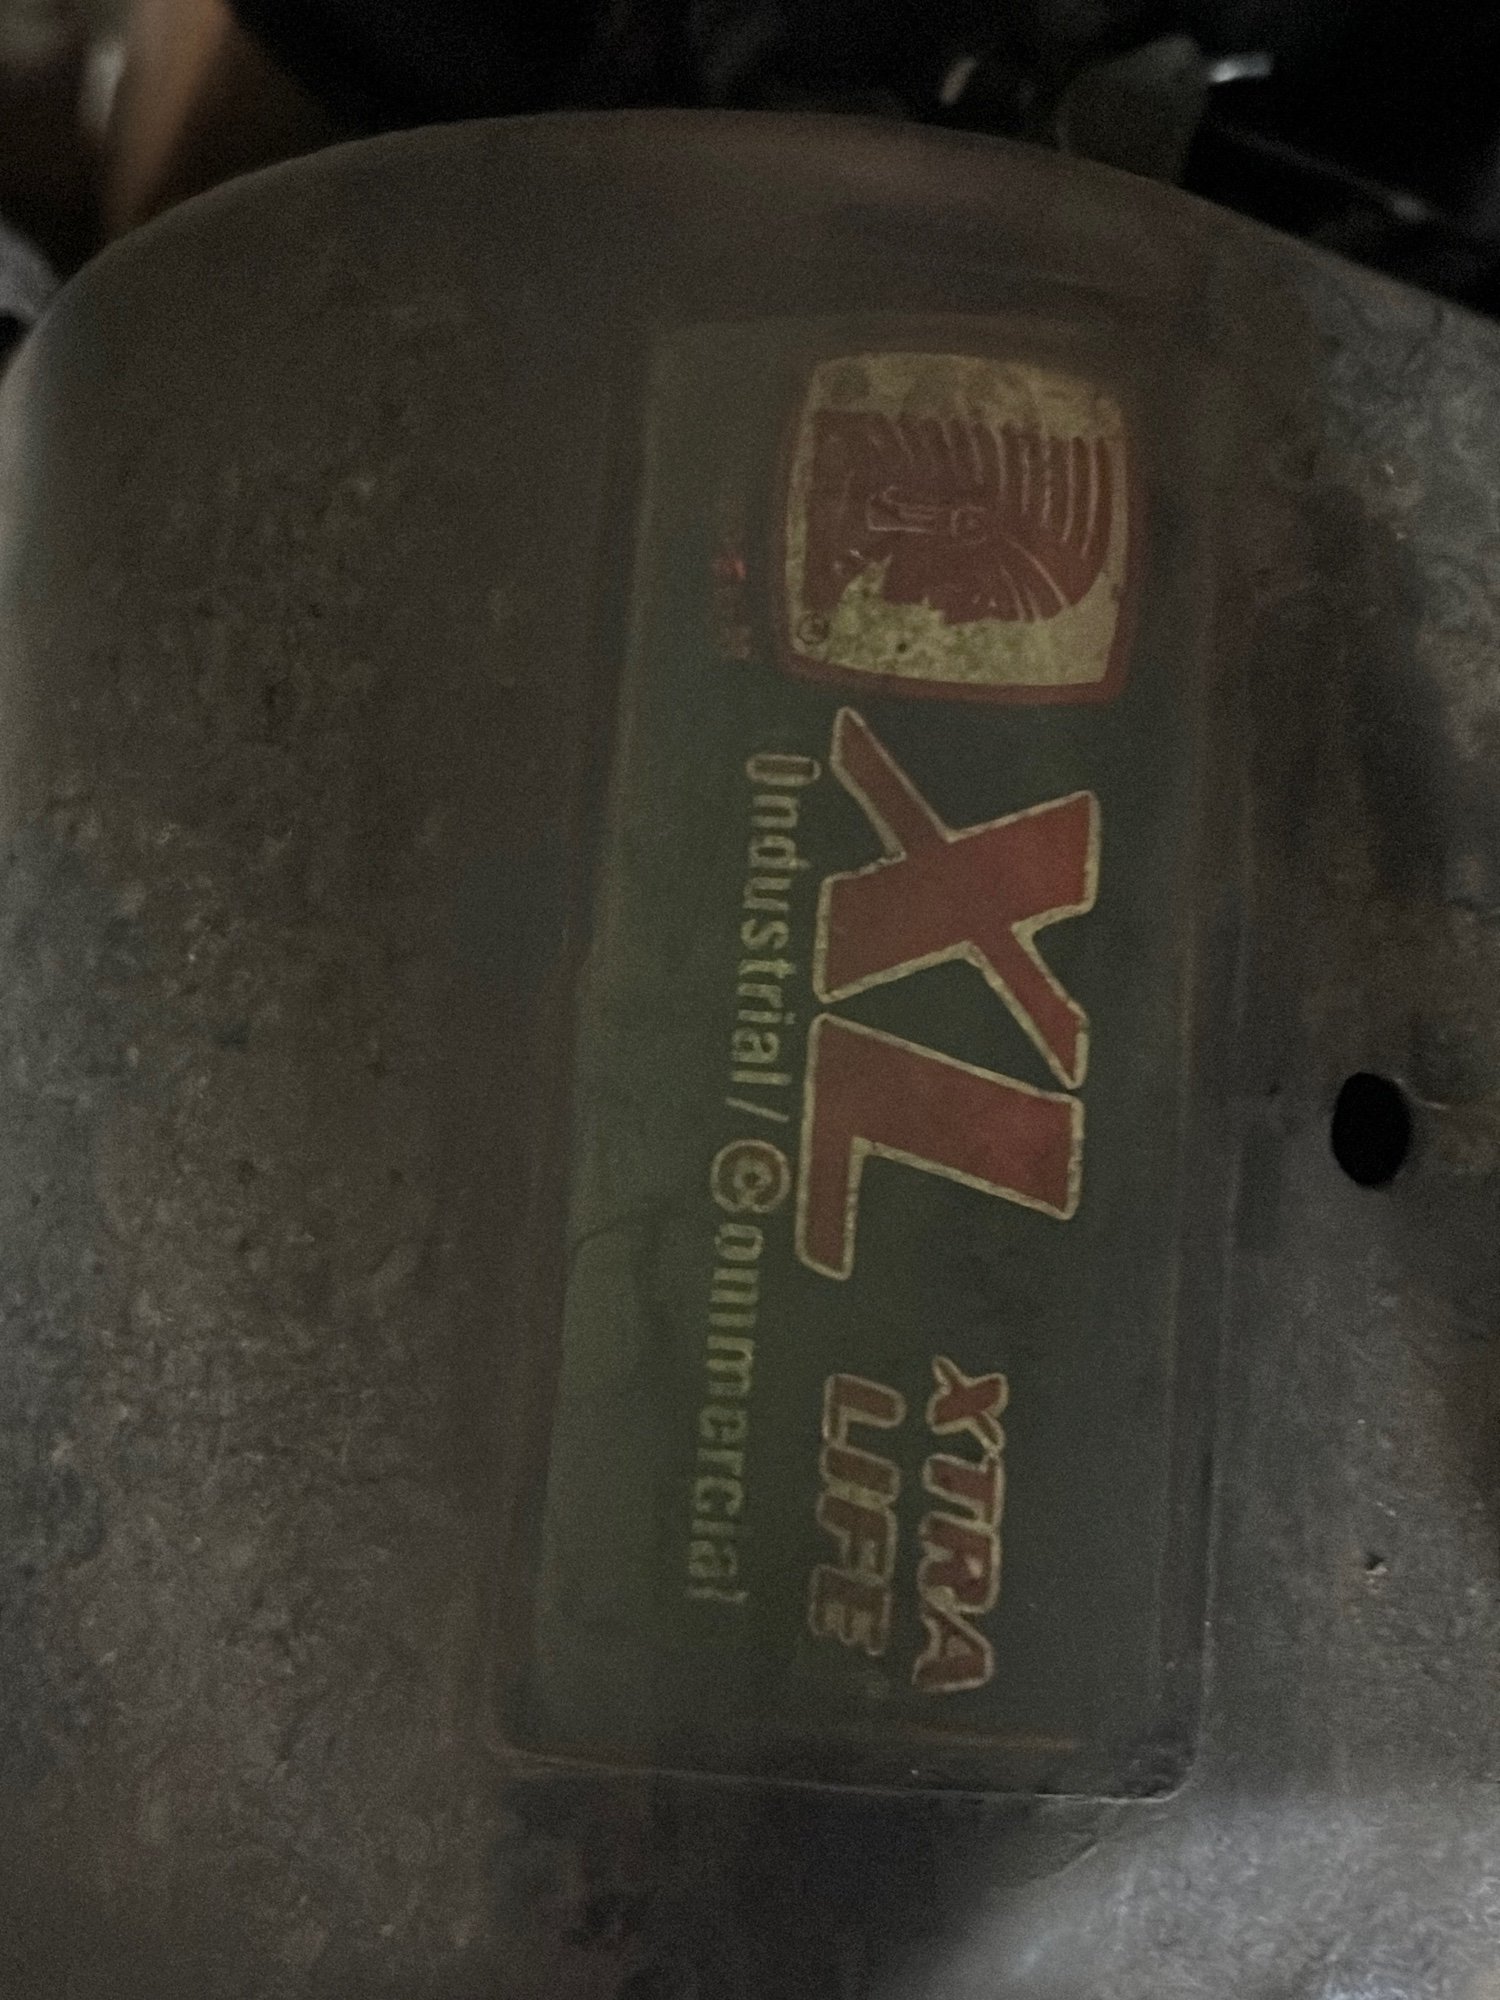 XL
XTRA
LIFE
Industrial/Commercial
®